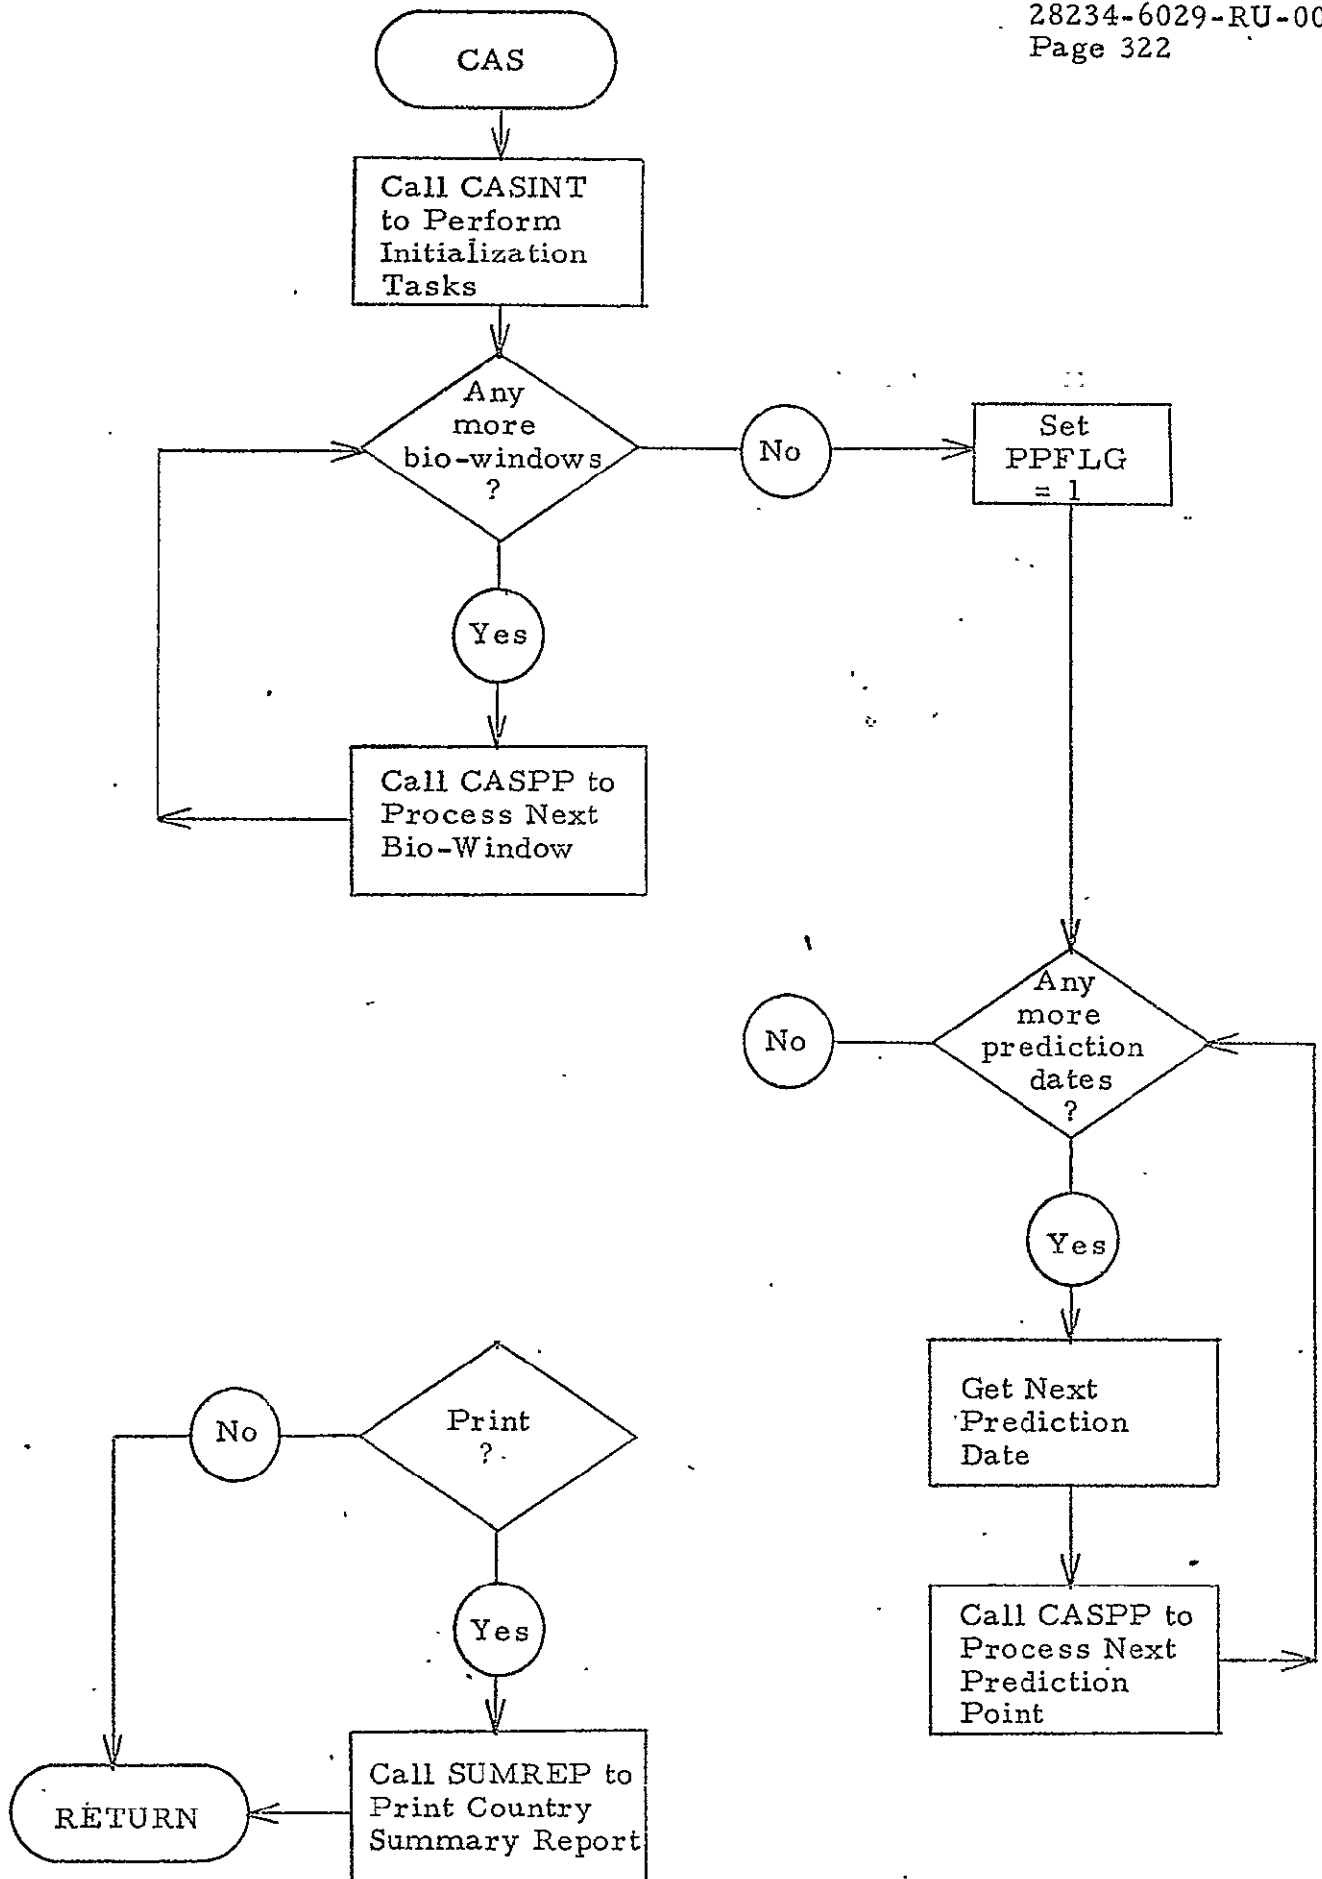 28234-6029-RU-00
Page 322
CAS
Call CASINT
to Perform
Initialization
Tasks
Any
more
bio-windows
?
No
Set
PPFLG
= 1
Yes
Call CASPP to
Process Next
Bio-Window
Any
more
prediction
dates
?
No
Yes
Get Next
Prediction
Date
Call CASPP to
Process Next
Prediction
Point
Print
?
No
Yes
Call SUMREP to
Print Country
Summary Report
RETURN